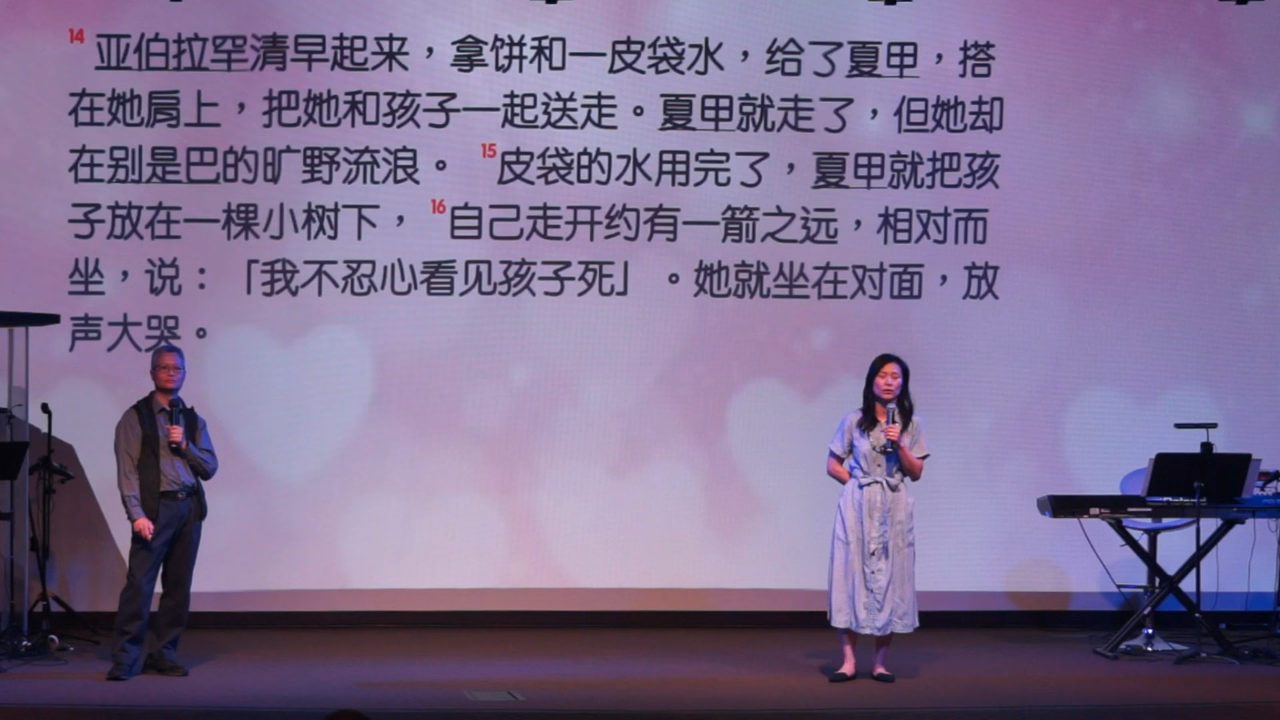 14 亚伯拉罕清早起来，拿饼和一皮袋水，给了夏甲，搭
在她肩上，把她和孩子一起送走。夏甲就走了，但她却
在别是巴的旷野流浪。 15皮袋的水用完了，夏甲就把孩
子放在一棵小树下， 16自己走开约有一箭之远，相对而
坐，说：「我不忍心看见孩子死」。她就坐在对面，放
声大哭。